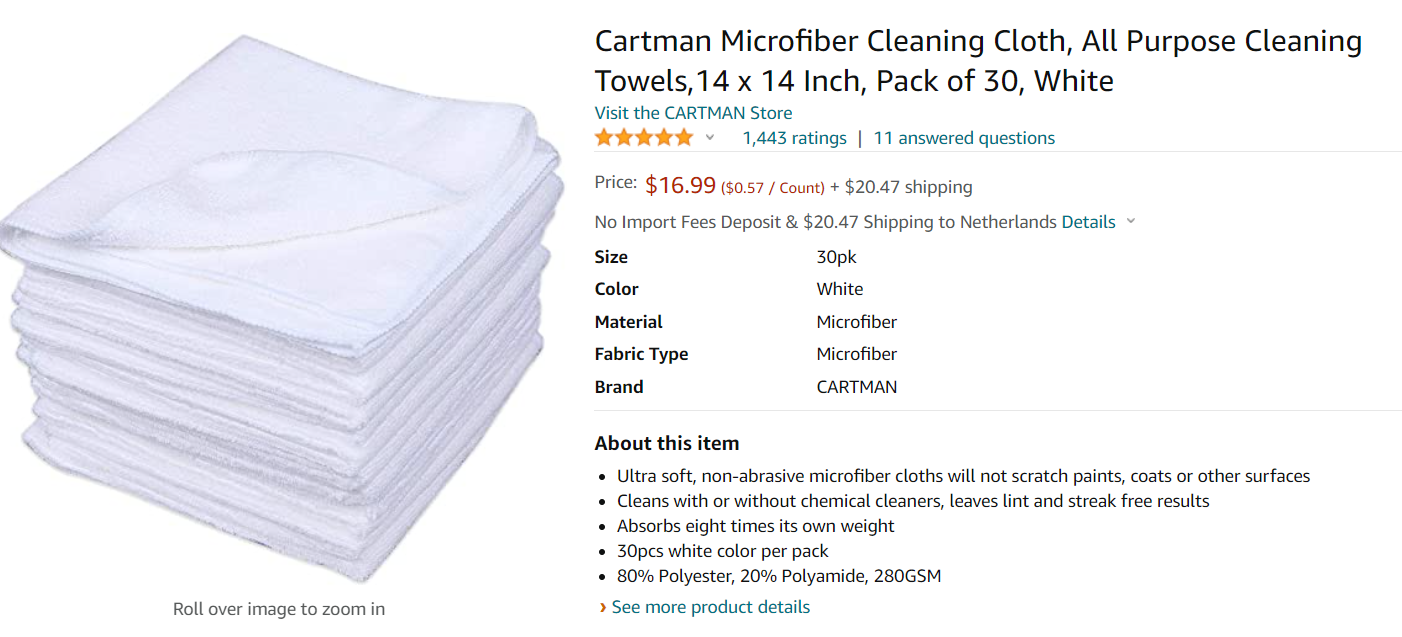 Cartman Microfiber Cleaning Cloth, All Purpose Cleaning
Towels,14 x 14 Inch, Pack of 30, White
Visit the CARTMAN Store
1,443 ratings | 11 answered questions
Price: $16.99 ($0.57 / Count) + $20.47 shipping
No Import Fees Deposit & $20.47 Shipping to Netherlands Details
Size 30pk
Color White
Material Microfiber
Fabric Type Microfiber
Brand CARTMAN
About this item
• Ultra soft, non-abrasive microfiber cloths will not scratch paints, coats or other surfaces
• Cleans with or without chemical cleaners, leaves lint and streak free results
• Absorbs eight times its own weight
• 30pcs white color per pack
• 80% Polyester, 20% Polyamide, 280GSM
› See more product details
Roll over image to zoom in